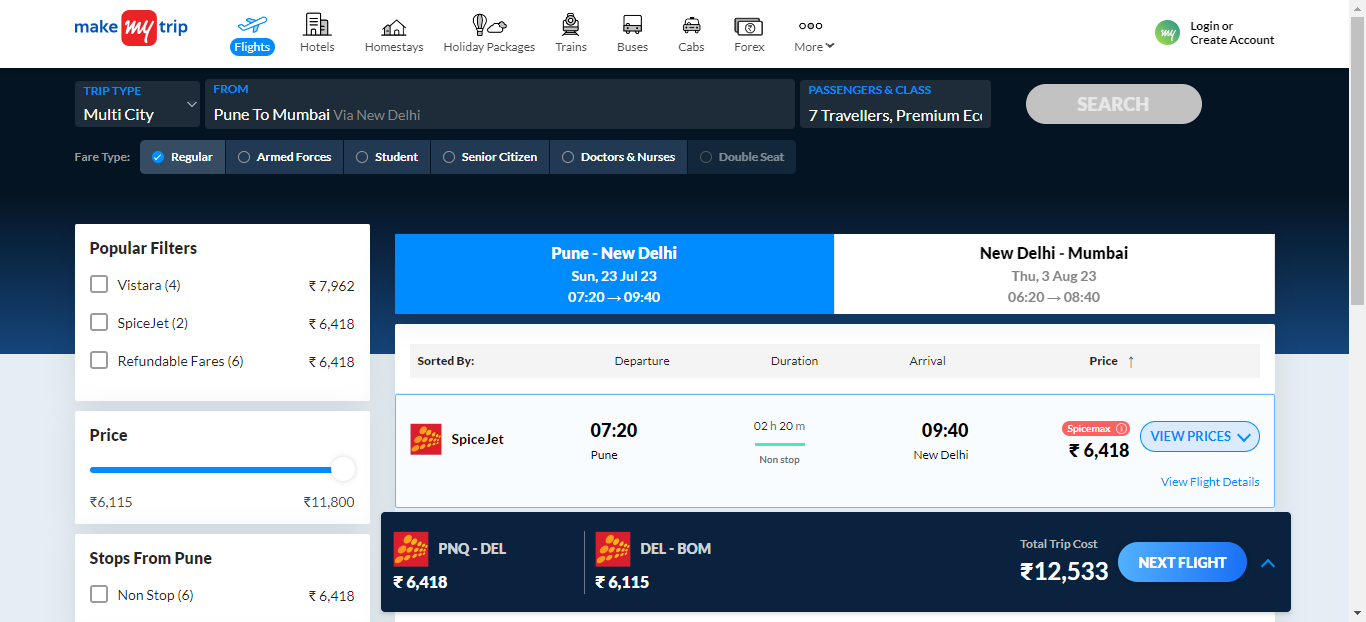 make my trip
Flights
Hotels
Homestays
Holiday Packages
Trains
Buses
Cabs
Forex
More
my
Login or
Create Account
TRIP TYPE
Multi City
FROM
Pune To Mumbai Via New Delhi
PASSENGERS & CLASS
7 Travellers, Premium Ec
SEARCH
Fare Type:
Regular
Armed Forces
Student
Senior Citizen
Doctors & Nurses
Double Seat
Popular Filters
Vistara (4) ₹ 7,962
SpiceJet (2) ₹ 6,418
Refundable Fares (6) ₹ 6,418
Price
₹6,115 ₹11,800
Stops From Pune
Non Stop (6) ₹ 6,418
Pune - New Delhi
Sun, 23 Jul 23
07:20 → 09:40
New Delhi - Mumbai
Thu, 3 Aug 23
06:20 → 08:40
Sorted By: Departure Duration Arrival Price ↑
SpiceJet
07:20
Pune
02 h 20 m
Non stop
09:40
New Delhi
Spicemax
₹ 6,418
VIEW PRICES
View Flight Details
PNQ - DEL
₹ 6,418
DEL - BOM
₹ 6,115
Total Trip Cost
₹12,533
NEXT FLIGHT